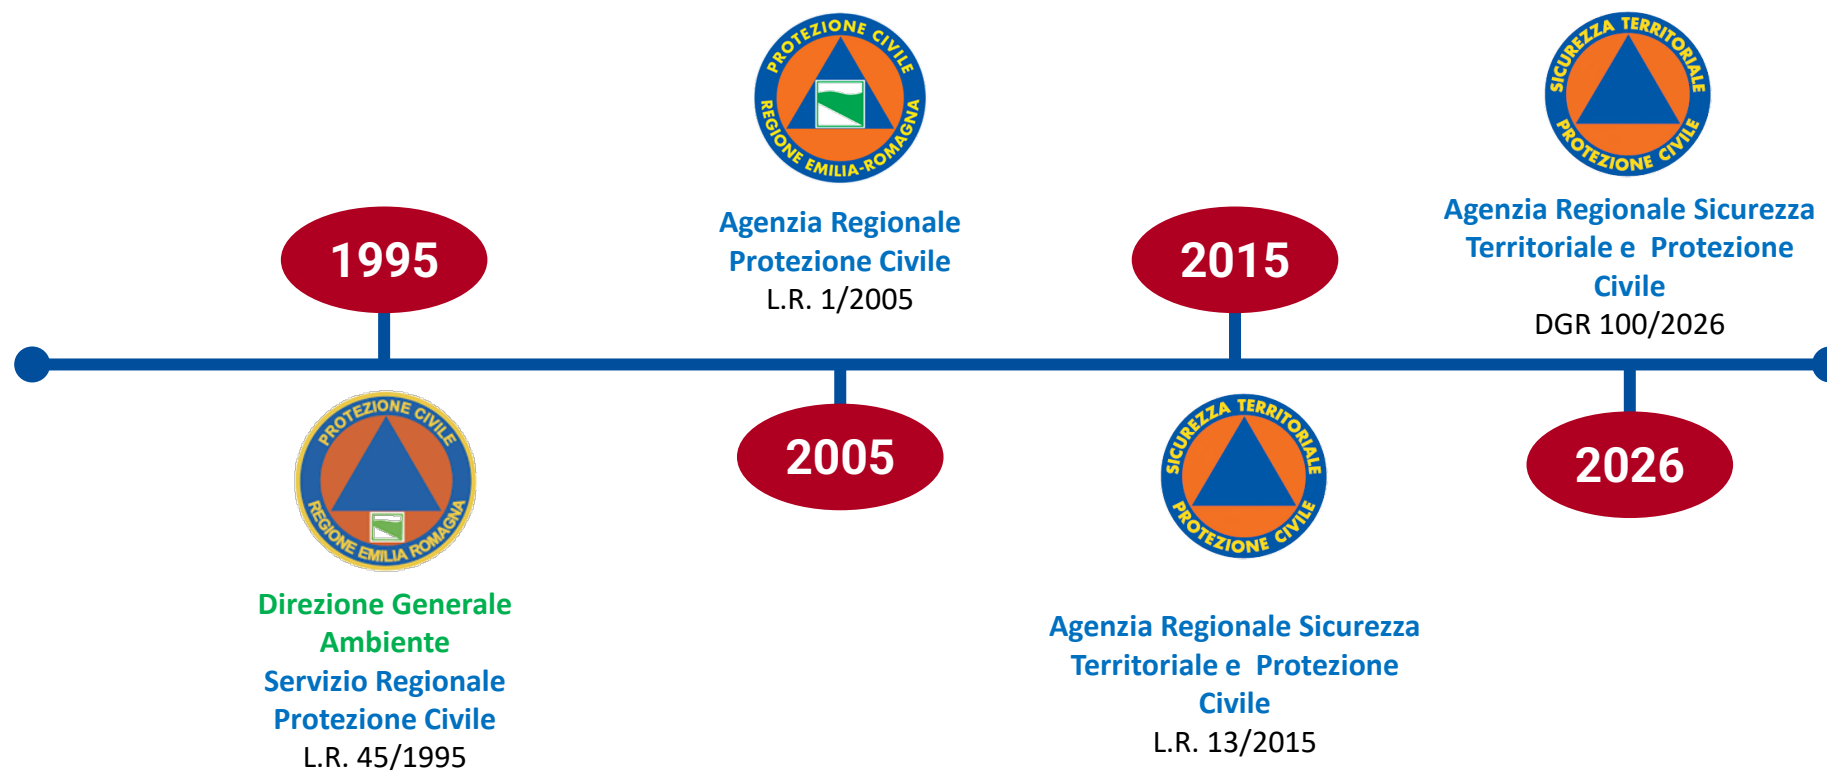 PROTEZIONE CIVILE
REGIONE EMILIA ROMAGNA
1995
Direzione Generale
Ambiente
Servizio Regionale
Protezione Civile
L.R. 45/1995
PROTEZIONE CIVILE
REGIONE EMILIA-ROMAGNA
Agenzia Regionale
Protezione Civile
L.R. 1/2005
2005
2015
SICUREZZA TERRITORIALE
PROTEZIONE CIVILE
Agenzia Regionale Sicurezza
Territoriale e  Protezione
Civile
L.R. 13/2015
SICUREZZA TERRITORIALE
PROTEZIONE CIVILE
Agenzia Regionale Sicurezza
Territoriale e  Protezione
Civile
DGR 100/2026
2026